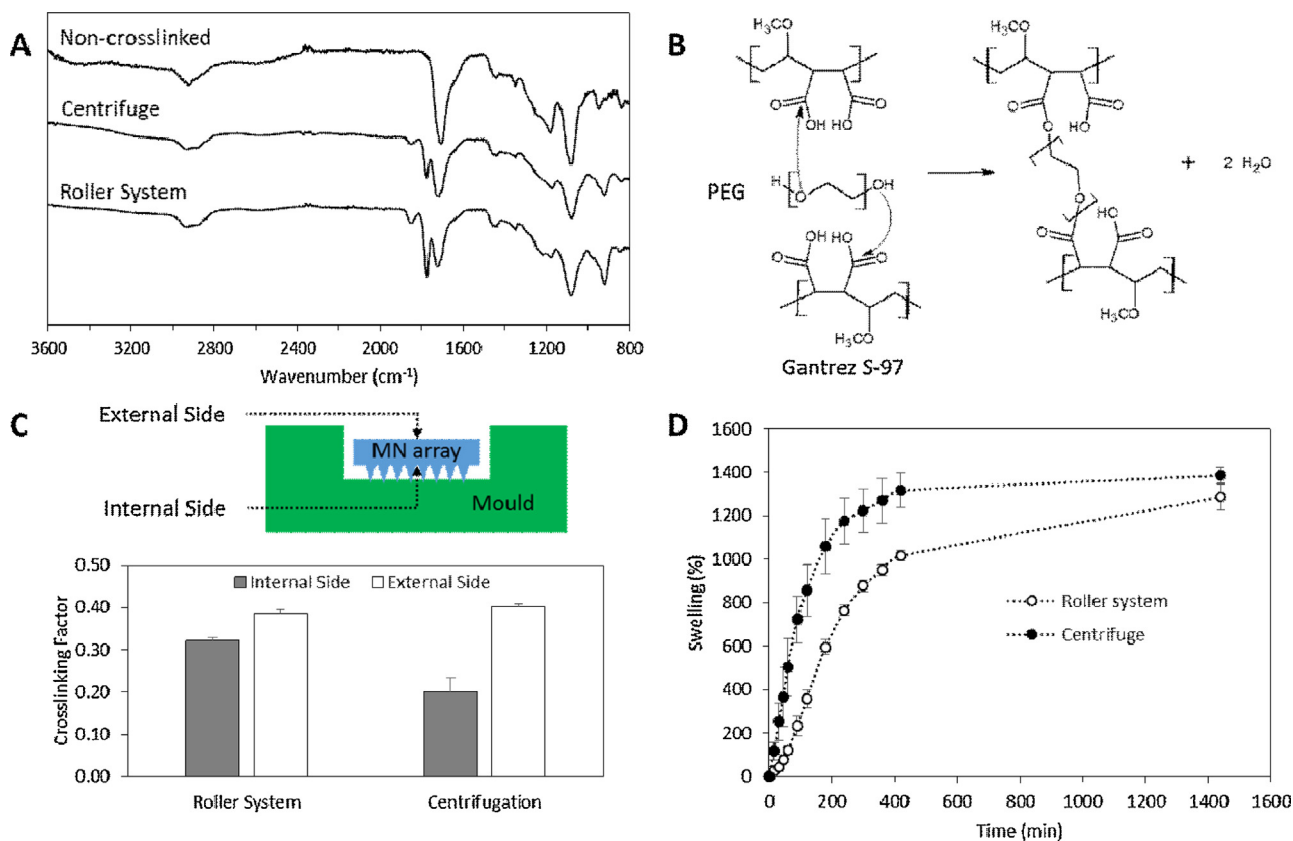 A
Non-crosslinked
Centrifuge
Roller System
3600 3200 2800 2400 2000 1600 1200 800
Wavenumber (cm⁻¹)
B
H₃CO
O
OH HO
O
PEG
H
O
OH
OH HO
O
O
H₃CO
Gantrez S-97
H₃CO
O
O
HO
O
+ 2 H₂O
O
HO
O
O
H₃CO
C
External Side
MN array
Internal Side
Mould
Internal Side External Side
Crosslinking Factor
0.50
0.40
0.30
0.20
0.10
0.00
Roller System Centrifugation
D
Swelling (%)
1600
1400
1200
1000
800
600
400
200
0
Roller system
Centrifuge
0 200 400 600 800 1000 1200 1400 1600
Time (min)